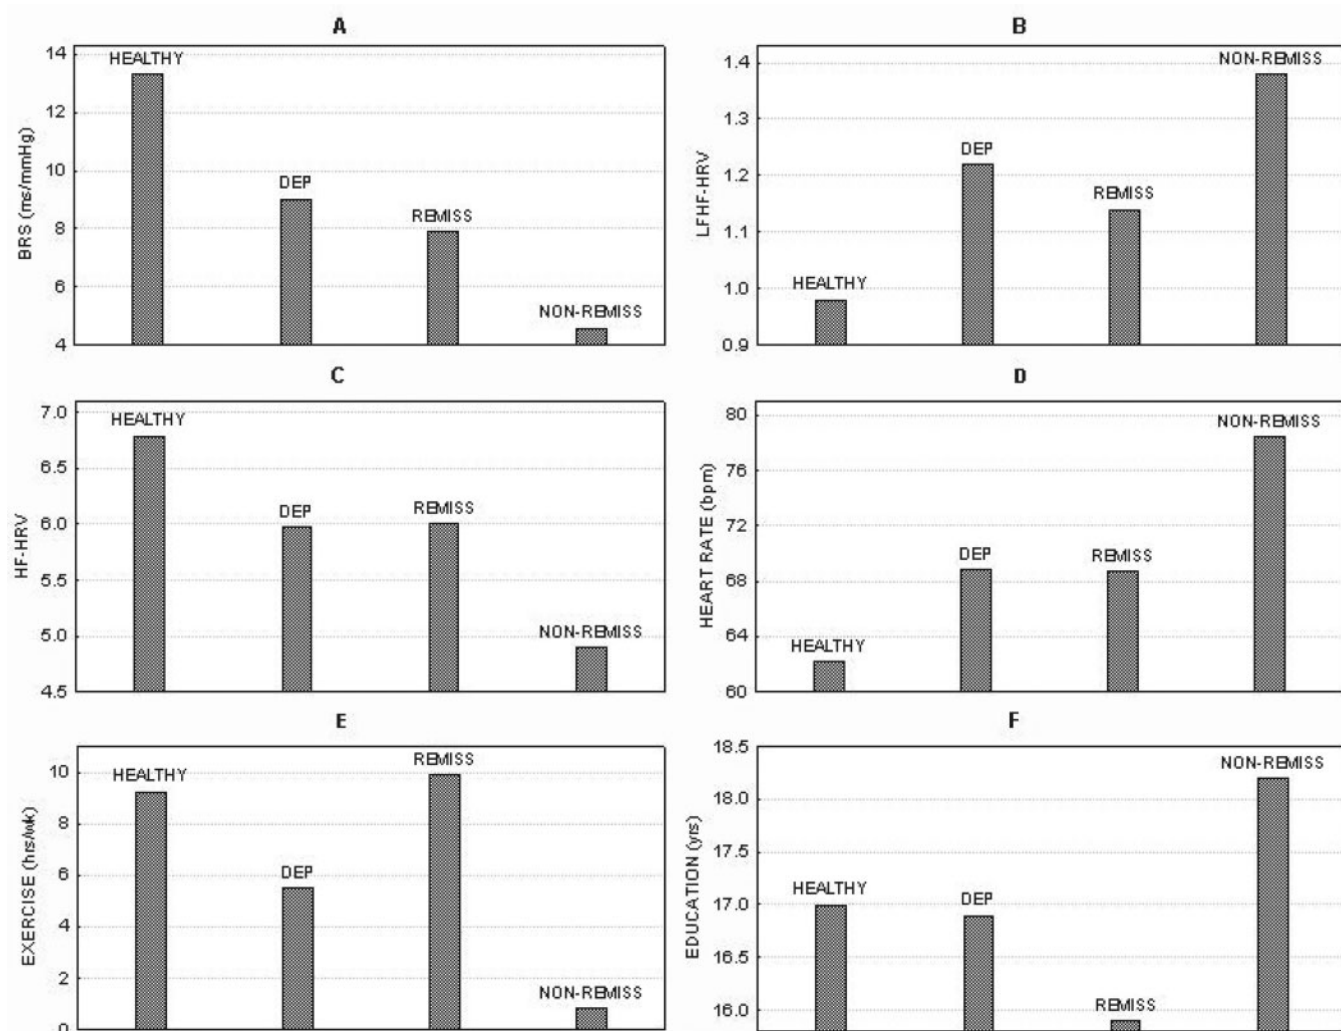 A
BRS (ms/mmHg)
14
12
10
8
6
4
HEALTHY
DEP
REMISS
NON-REMISS
B
LFHF-HRV
1.4
1.3
1.2
1.1
1.0
0.9
HEALTHY
DEP
REMISS
NON-REMISS
C
HF-HRV
7.0
6.5
6.0
5.5
5.0
4.5
HEALTHY
DEP
REMISS
NON-REMISS
D
HEART RATE (bpm)
80
76
72
68
64
60
HEALTHY
DEP
REMISS
NON-REMISS
E
EXERCISE (hrs/wk)
10
8
6
4
2
0
HEALTHY
DEP
REMISS
NON-REMISS
F
EDUCATION (yrs)
18.5
18.0
17.5
17.0
16.5
16.0
HEALTHY
DEP
REMISS
NON-REMISS